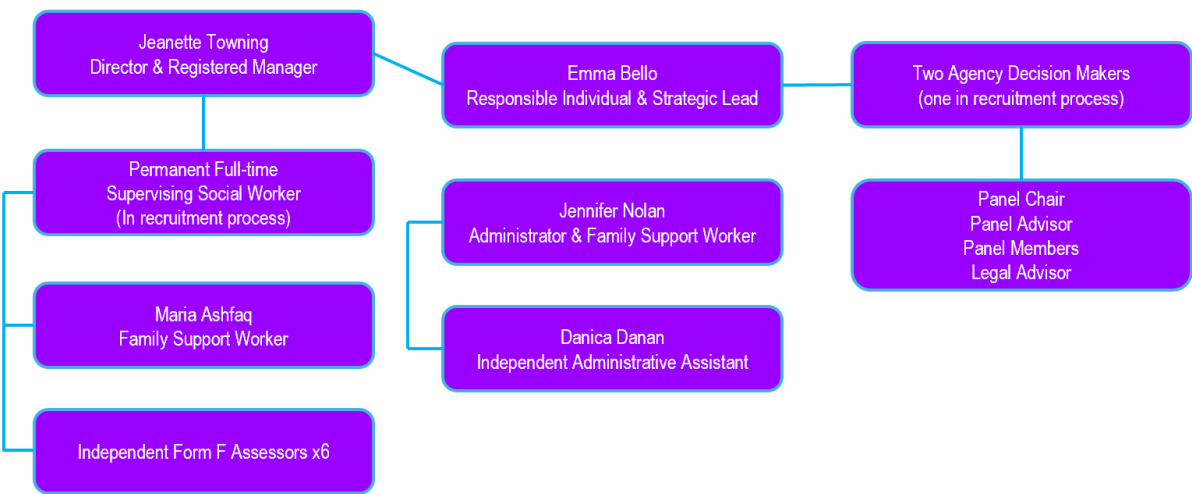 Jeanette Towning
Director & Registered Manager
Emma Bello
Responsible Individual & Strategic Lead
Two Agency Decision Makers
(one in recruitment process)
Permanent Full-time
Supervising Social Worker
(In recruitment process)
Jennifer Nolan
Administrator & Family Support Worker
Panel Chair
Panel Advisor
Panel Members
Legal Advisor
Maria Ashfaq
Family Support Worker
Danica Danan
Independent Administrative Assistant
Independent Form F Assessors x6